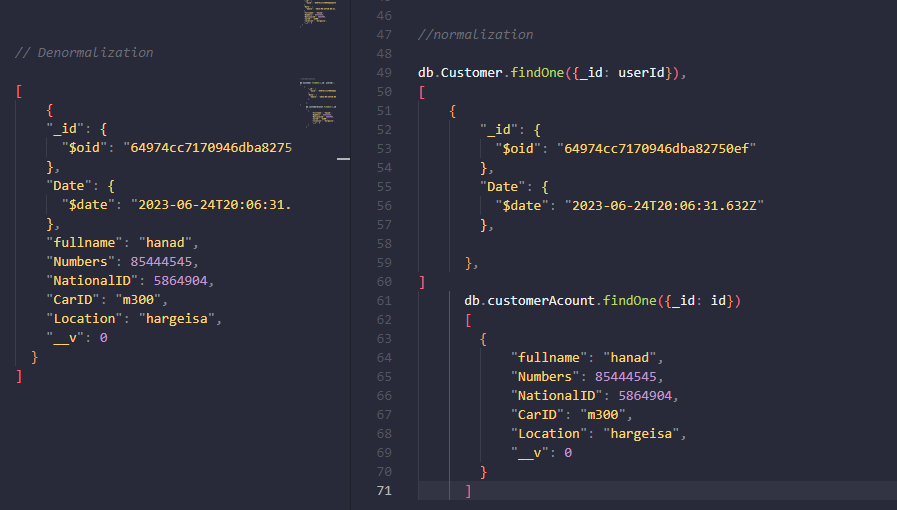 // Denormalization
[
{
"_id": {
"$oid": "64974cc7170946dba8275
},
"Date": {
"$date": "2023-06-24T20:06:31.
},
"fullname": "hanad",
"Numbers": 85444545,
"NationalID": 5864904,
"CarID": "m300",
"Location": "hargeisa",
"__v": 0
}
]
46
47 //normalization
48
49 db.Customer.findOne({_id: userId}),
50 [
51 {
52 "_id": {
53 "$oid": "64974cc7170946dba82750ef"
54 },
55 "Date": {
56 "$date": "2023-06-24T20:06:31.632Z"
57 },
58
59 },
60 ]
61 db.customerAcount.findOne({_id: id})
62 [
63 {
64 "fullname": "hanad",
65 "Numbers": 85444545,
66 "NationalID": 5864904,
67 "CarID": "m300",
68 "Location": "hargeisa",
69 "__v": 0
70 }
71 ]